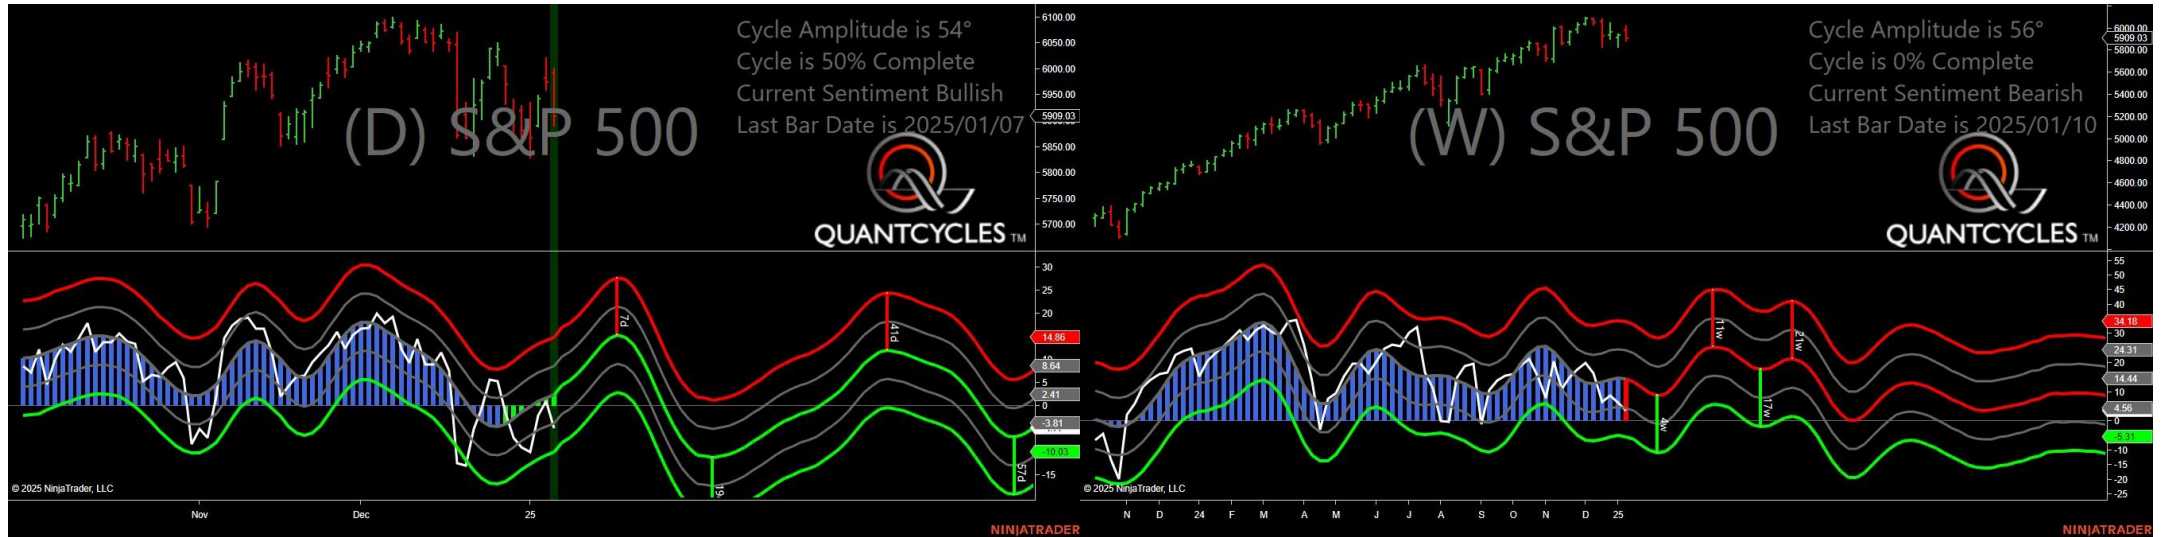 Cycle Amplitude is 54°
Cycle is 50% Complete
Current Sentiment Bullish
Last Bar Date is 2025/01/07
(D) S&P 500
QUANTCYCLES TM
6100.00
6050.00
6000.00
5950.00
5909.03
5850.00
5800.00
5750.00
5700.00
30
25
20
14.86
8.64
5
2.41
0
-3.81
-10.03
-15
7d
19
41d
57d
© 2025 NinjaTrader, LLC
Nov
Dec
25
NINJATRADER
Cycle Amplitude is 56°
Cycle is 0% Complete
Current Sentiment Bearish
Last Bar Date is 2025/01/10
(W) S&P 500
QUANTCYCLES TM
6000.00
5909.03
5800.00
5600.00
5400.00
5200.00
5000.00
4800.00
4600.00
4400.00
4200.00
55
50
45
40
34.18
24.31
20
14.44
10
4.56
0
-5.31
-10
-15
-20
-25
4w
11w
17w
21w
© 2025 NinjaTrader, LLC
N D 24 F M A M J J A S O N D 25
NINJATRADER